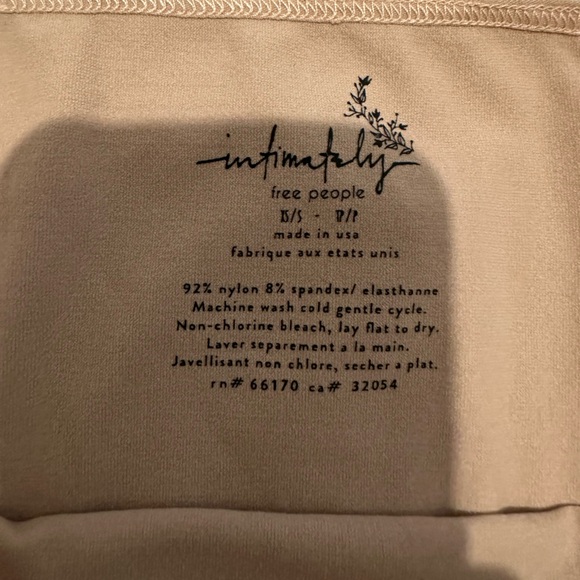 intimately
free people
XS/S - TP/P
made in usa
fabrique aux etats unis
92% nylon 8% spandex/ elasthanne
Machine wash cold gentle cycle.
Non-chlorine bleach, lay flat to dry.
Laver separement a la main.
Javellisant non chlore, secher a plat.
rn# 66170 ca# 32054